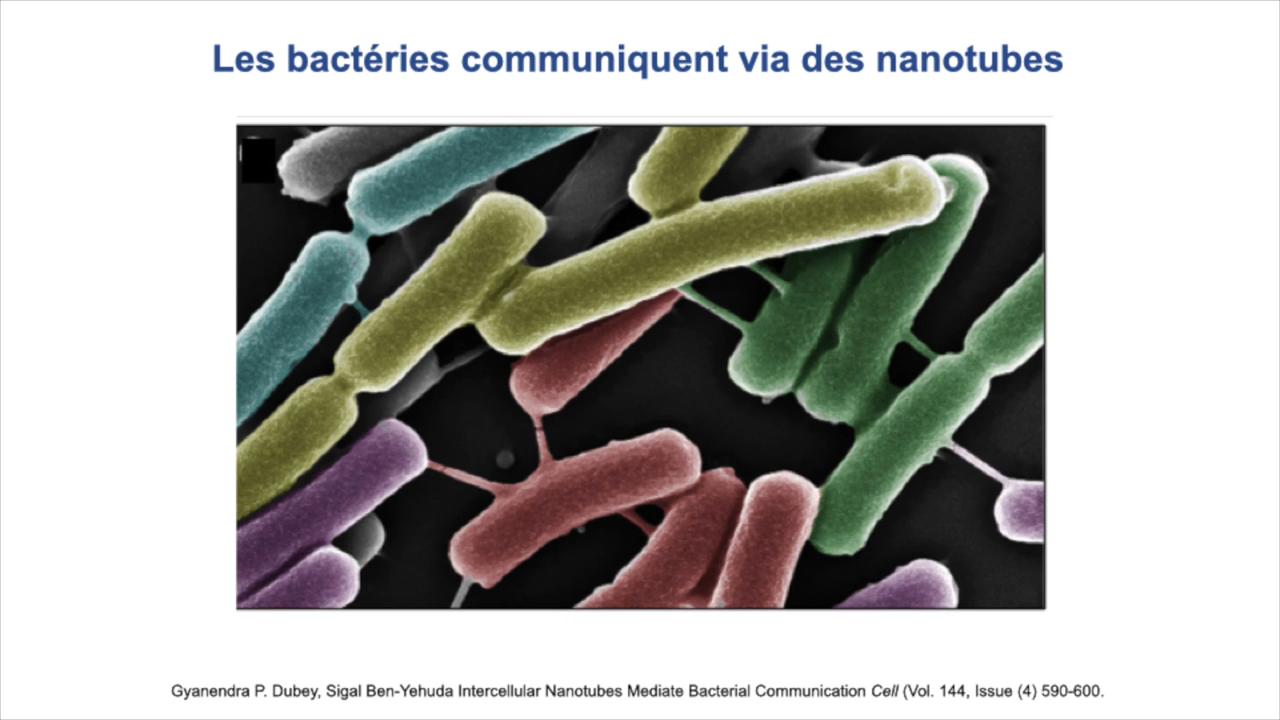 Les bactéries communiquent via des nanotubes
Gyanendra P. Dubey, Sigal Ben-Yehuda Intercellular Nanotubes Mediate Bacterial Communication Cell (Vol. 144, Issue (4) 590-600.